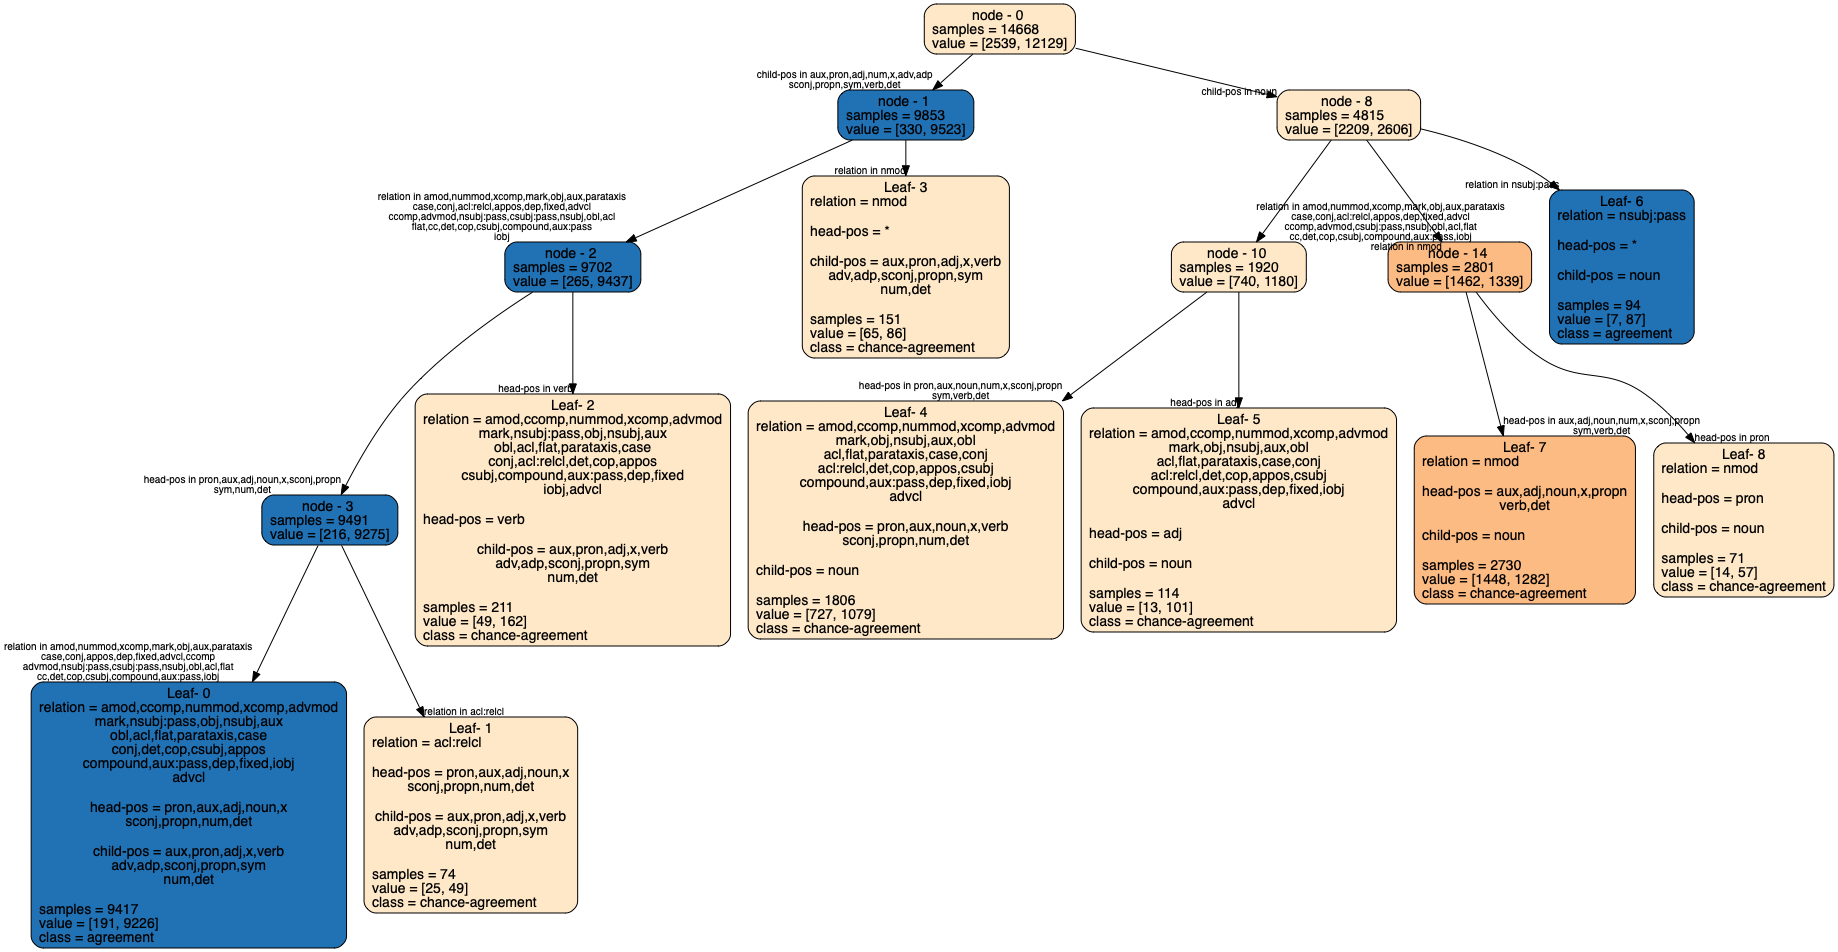 node - 0
samples = 14668
value = [2539, 12129]
child-pos in aux,pron,adj,num,x,adv,adp
sconj,propn,sym,verb,det
node - 1
samples = 9853
value = [330, 9523]
child-pos in noun
node - 8
samples = 4815
value = [2209, 2606]
relation in amod,nummod,xcomp,mark,obj,aux,parataxis
case,conj,acl:relcl,appos,dep,fixed,advcl
ccomp,advmod,nsubj:pass,csubj:pass,nsubj,obl,acl
flat,cc,det,cop,csubj,compound,aux:pass
iobj
node - 2
samples = 9702
value = [265, 9437]
relation in nmod
Leaf- 3
relation = nmod
head-pos = *
child-pos = aux,pron,adj,x,verb
adv,adp,sconj,propn,sym
num,det
samples = 151
value = [65, 86]
class = chance-agreement
relation in amod,nummod,xcomp,mark,obj,aux,parataxis
case,conj,acl:relcl,appos,dep,fixed,advcl
ccomp,advmod,csubj:pass,nsubj,obl,acl,flat
cc,det,cop,csubj,compound,aux:pass,iobj
node - 10
samples = 1920
value = [740, 1180]
relation in nmod
node - 14
samples = 2801
value = [1462, 1339]
relation in nsubj:pass
Leaf- 6
relation = nsubj:pass
head-pos = *
child-pos = noun
samples = 94
value = [7, 87]
class = agreement
head-pos in pron,aux,adj,noun,x,sconj,propn
sym,num,det
node - 3
samples = 9491
value = [216, 9275]
head-pos in verb
Leaf- 2
relation = amod,ccomp,nummod,xcomp,advmod
mark,nsubj:pass,obj,nsubj,aux
obl,acl,flat,parataxis,case
conj,acl:relcl,det,cop,appos
csubj,compound,aux:pass,dep,fixed
iobj,advcl
head-pos = verb
child-pos = aux,pron,adj,x,verb
adv,adp,sconj,propn,sym
num,det
samples = 211
value = [49, 162]
class = chance-agreement
head-pos in pron,aux,noun,num,x,sconj,propn
sym,verb,det
Leaf- 4
relation = amod,ccomp,nummod,xcomp,advmod
mark,obj,nsubj,aux,obl
acl,flat,parataxis,case,conj
acl:relcl,det,cop,appos,csubj
compound,aux:pass,dep,fixed,iobj
advcl
head-pos = pron,aux,noun,x,verb
sconj,propn,num,det
child-pos = noun
samples = 1806
value = [727, 1079]
class = chance-agreement
head-pos in adj
Leaf- 5
relation = amod,ccomp,nummod,xcomp,advmod
mark,obj,nsubj,aux,obl
acl,flat,parataxis,case,conj
acl:relcl,det,cop,appos,csubj
compound,aux:pass,dep,fixed,iobj
advcl
head-pos = adj
child-pos = noun
samples = 114
value = [13, 101]
class = chance-agreement
head-pos in aux,adj,noun,num,x,sconj,propn
sym,verb,det
Leaf- 7
relation = nmod
head-pos = aux,adj,noun,x,propn
verb,det
child-pos = noun
samples = 2730
value = [1448, 1282]
class = chance-agreement
head-pos in pron
Leaf- 8
relation = nmod
head-pos = pron
child-pos = noun
samples = 71
value = [14, 57]
class = chance-agreement
relation in amod,nummod,xcomp,mark,obj,aux,parataxis
case,conj,appos,dep,fixed,advcl,ccomp
advmod,nsubj:pass,csubj:pass,nsubj,obl,acl,flat
cc,det,cop,csubj,compound,aux:pass,iobj
Leaf- 0
relation = amod,ccomp,nummod,xcomp,advmod
mark,nsubj:pass,obj,nsubj,aux
obl,acl,flat,parataxis,case
conj,det,cop,csubj,appos
compound,aux:pass,dep,fixed,iobj
advcl
head-pos = pron,aux,adj,noun,x
sconj,propn,num,det
child-pos = aux,pron,adj,x,verb
adv,adp,sconj,propn,sym
num,det
samples = 9417
value = [191, 9226]
class = agreement
relation in acl:relcl
Leaf- 1
relation = acl:relcl
head-pos = pron,aux,adj,noun,x
sconj,propn,num,det
child-pos = aux,pron,adj,x,verb
adv,adp,sconj,propn,sym
num,det
samples = 74
value = [25, 49]
class = chance-agreement